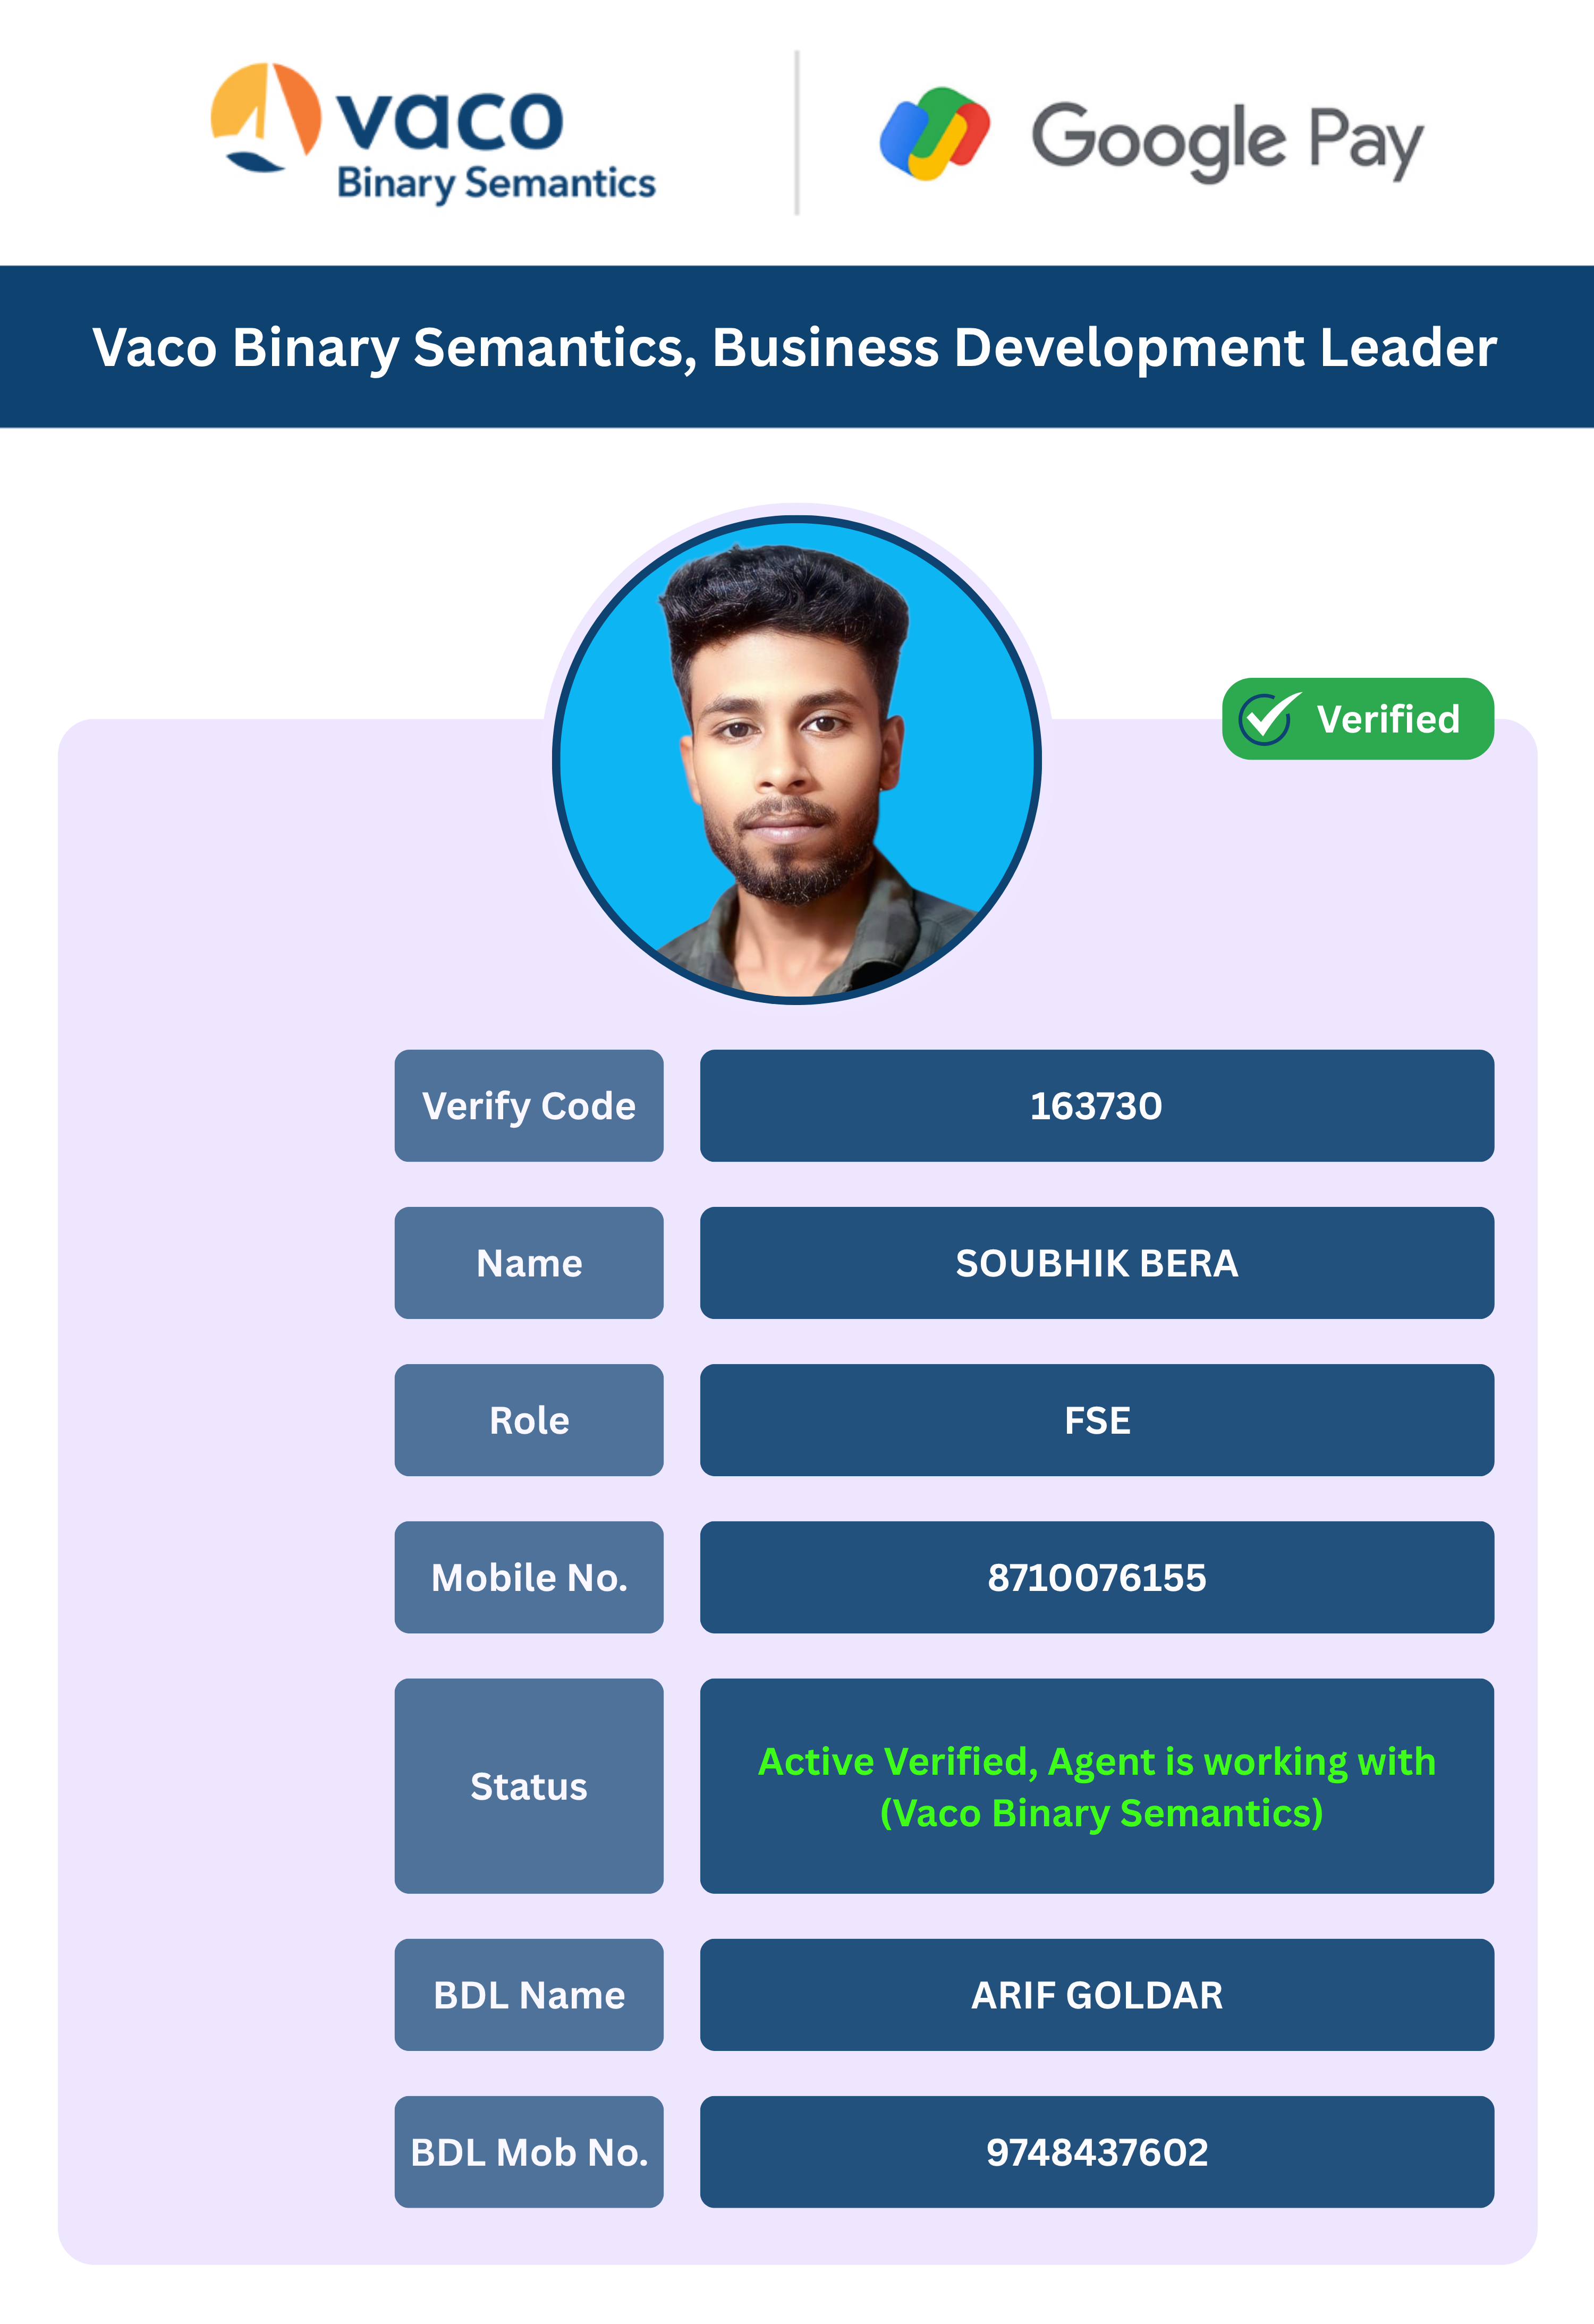 vaco
Binary Semantics
Google Pay
Vaco Binary Semantics, Business Development Leader
Verified
Verify Code 163730
Name SOUBHIK BERA
Role FSE
Mobile No. 8710076155
Status Active Verified, Agent is working with
(Vaco Binary Semantics)
BDL Name ARIF GOLDAR
BDL Mob No. 9748437602